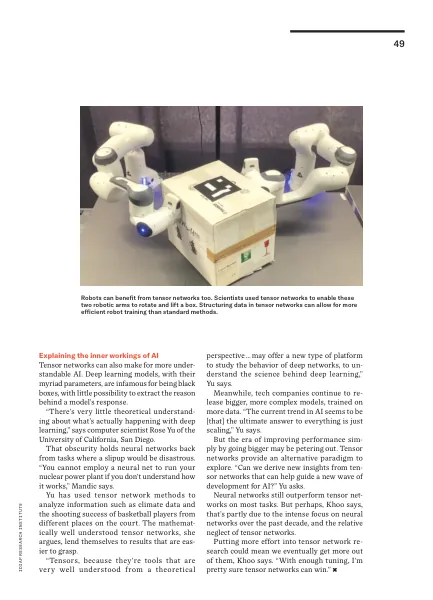 49
Robots can benefit from tensor networks too. Scientists used tensor networks to enable these
two robotic arms to rotate and lift a box. Structuring data in tensor networks can allow for more
efficient robot training than standard methods.
Explaining the inner workings of AI
Tensor networks can also make for more under-
standable AI. Deep learning models, with their
myriad parameters, are infamous for being black
boxes, with little possibility to extract the reason
behind a model's response.
"There's very little theoretical understand-
ing about what's actually happening with deep
learning," says computer scientist Rose Yu of the
University of California, San Diego.
That obscurity holds neural networks back
from tasks where a slipup would be disastrous.
"You cannot employ a neural net to run your
nuclear power plant if you don't understand how
it works," Mandic says.
Yu has used tensor network methods to
analyze information such as climate data and
the shooting success of basketball players from
different places on the court. The mathemat-
ically well understood tensor networks, she
argues, lend themselves to results that are eas-
ier to grasp.
"Tensors, because they're tools that are
very well understood from a theoretical
perspective ... may offer a new type of platform
to study the behavior of deep networks, to un-
derstand the science behind deep learning,"
Yu says.
Meanwhile, tech companies continue to re-
lease bigger, more complex models, trained on
more data. "The current trend in AI seems to be
[that] the ultimate answer to everything is just
scaling," Yu says.
But the era of improving performance sim-
ply by going bigger may be petering out. Tensor
networks provide an alternative paradigm to
explore. "Can we derive new insights from ten-
sor networks that can help guide a new wave of
development for AI?" Yu asks.
Neural networks still outperform tensor net-
works on most tasks. But perhaps, Khoo says,
that's partly due to the intense focus on neural
networks over the past decade, and the relative
neglect of tensor networks.
Putting more effort into tensor network re-
search could mean we eventually get more out
of them, Khoo says. "With enough tuning, I'm
pretty sure tensor networks can win."
IDIAP RESEARCH INSTITUTE